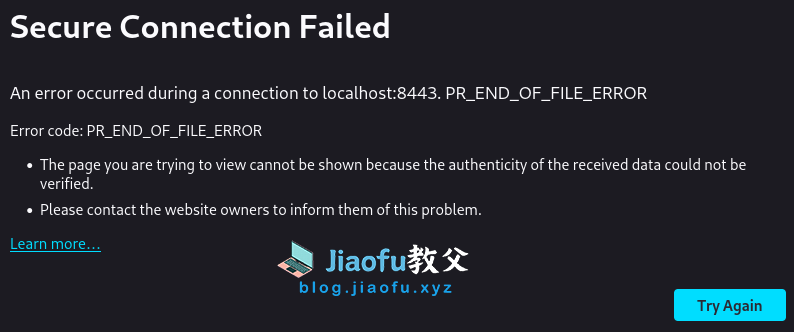 Secure Connection Failed
An error occurred during a connection to localhost:8443. PR_END_OF_FILE_ERROR
Error code: PR_END_OF_FILE_ERROR
• The page you are trying to view cannot be shown because the authenticity of the received data could not be
verified.
• Please contact the website owners to inform them of this problem.
Learn more…
Jiaofu教父
blog.jiaofu.xyz
Try Again